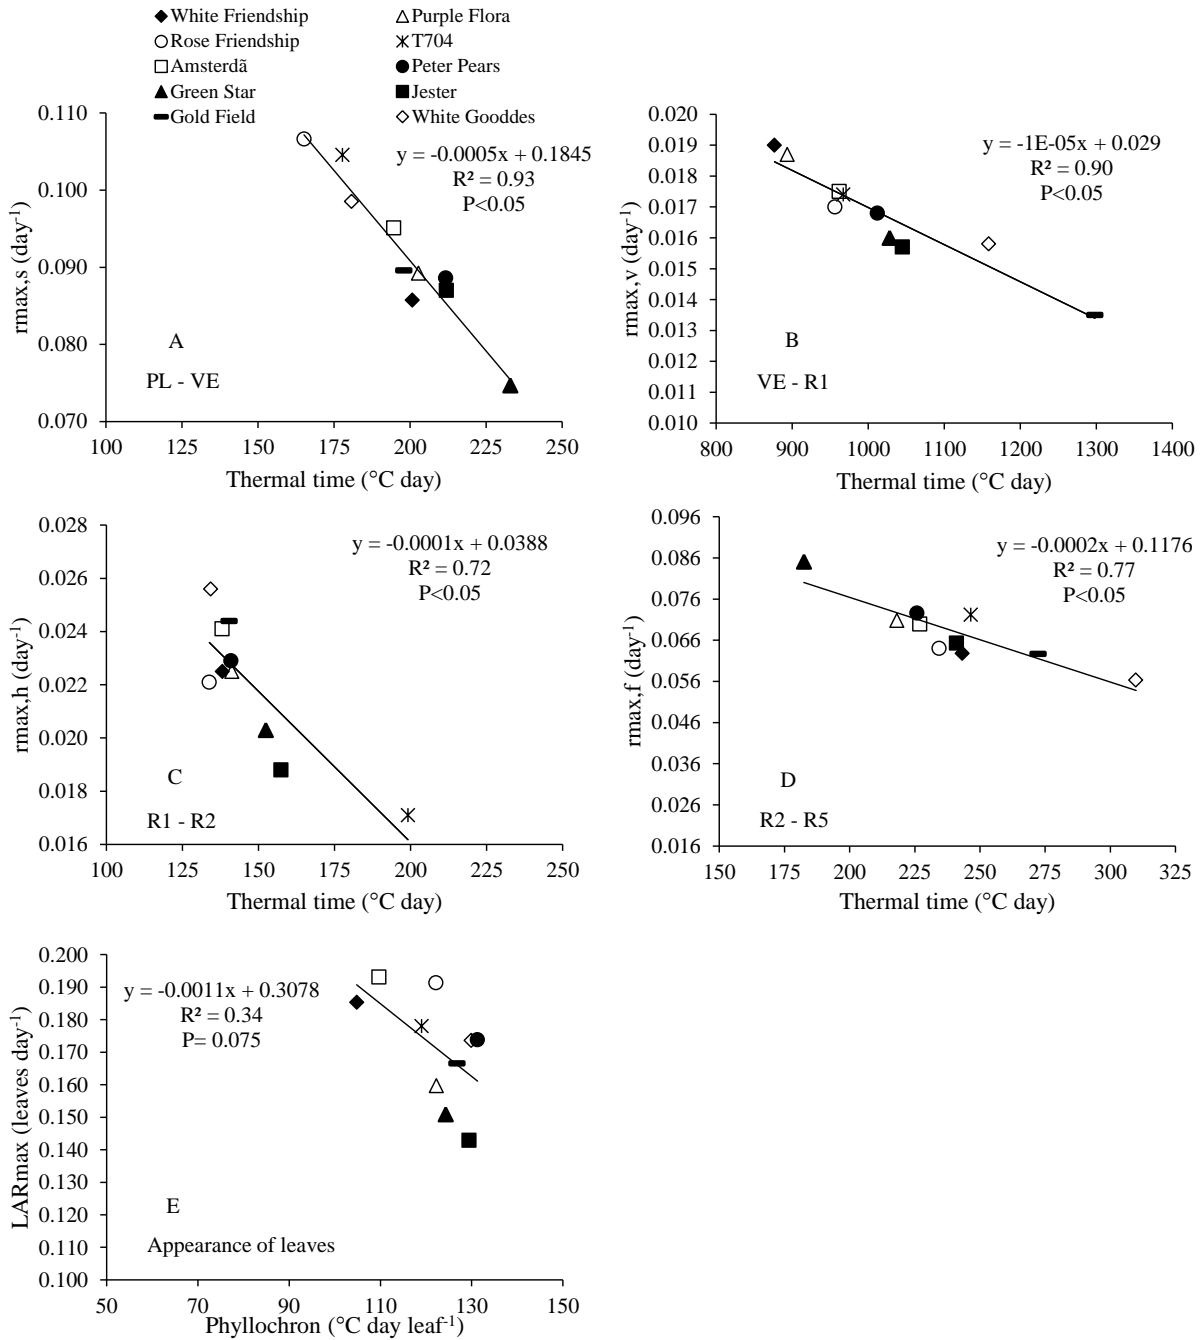 White Friendship
Purple Flora
Rose Friendship
T704
Amsterdã
Peter Pears
Green Star
Jester
Gold Field
White Gooddes
0.110
0.100
0.090
0.080
0.070
rmax,s (day-1)
y = -0.0005x + 0.1845
R² = 0.93
P<0.05
A
PL - VE
100 125 150 175 200 225 250
Thermal time (°C day)
0.020
0.019
0.018
0.017
0.016
0.015
0.014
0.013
0.012
0.011
0.010
rmax,v (day-1)
y = -1E-05x + 0.029
R² = 0.90
P<0.05
B
VE - R1
800 900 1000 1100 1200 1300 1400
Thermal time (°C day)
0.028
0.026
0.024
0.022
0.020
0.018
0.016
rmax,h (day-1)
y = -0.0001x + 0.0388
R² = 0.72
P<0.05
C
R1 - R2
100 125 150 175 200 225 250
Thermal time (°C day)
0.096
0.086
0.076
0.066
0.056
0.046
0.036
0.026
0.016
rmax,f (day-1)
y = -0.0002x + 0.1176
R² = 0.77
P<0.05
D
R2 - R5
150 175 200 225 250 275 300 325
Thermal time (°C day)
0.200
0.190
0.180
0.170
0.160
0.150
0.140
0.130
0.120
0.110
0.100
LARmax (leaves day-1)
y = -0.0011x + 0.3078
R² = 0.34
P= 0.075
E
Appearance of leaves
50 70 90 110 130 150
Phyllochron (°C day leaf-1)